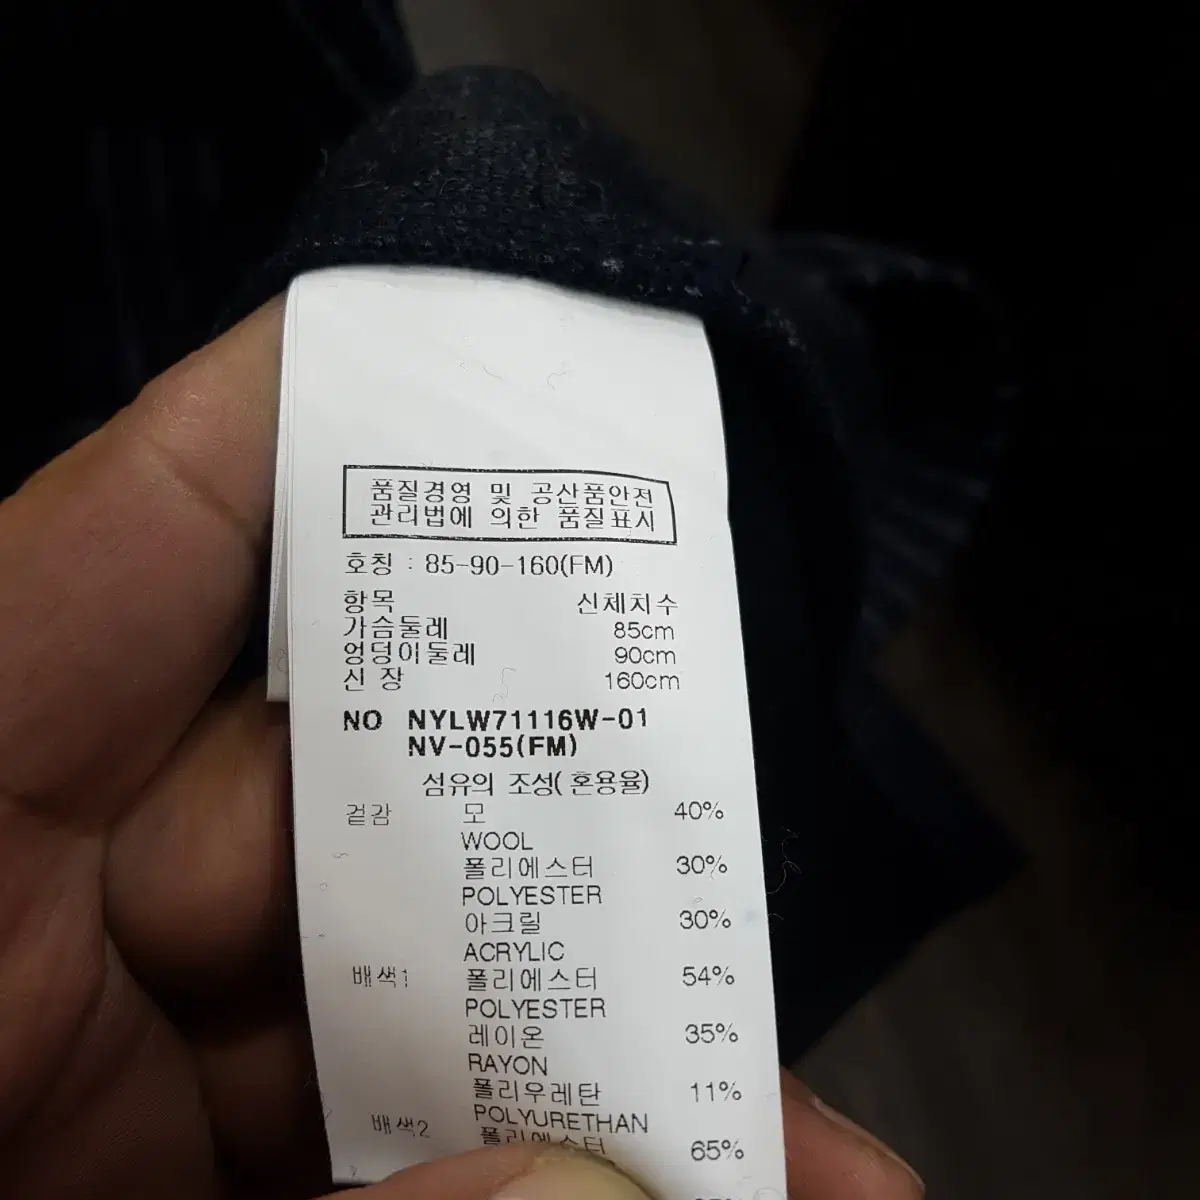 품질경영 및 공산품안전
관리법에 의한 품질표시
호칭 : 85-90-160(FM)
항목 신체치수
가슴둘레 85cm
엉덩이둘레 90cm
신 장 160cm
NO NYLW71116W-01
NV-055(FM)
섬유의 조성( 혼용율)
겉감 모 40%
WOOL
폴리에스터 30%
POLYESTER
아크릴 30%
ACRYLIC
배색1 폴리에스터 54%
POLYESTER
레이온 35%
RAYON
폴리우레탄 11%
POLYURETHAN
배색2 폴리에스터 65%